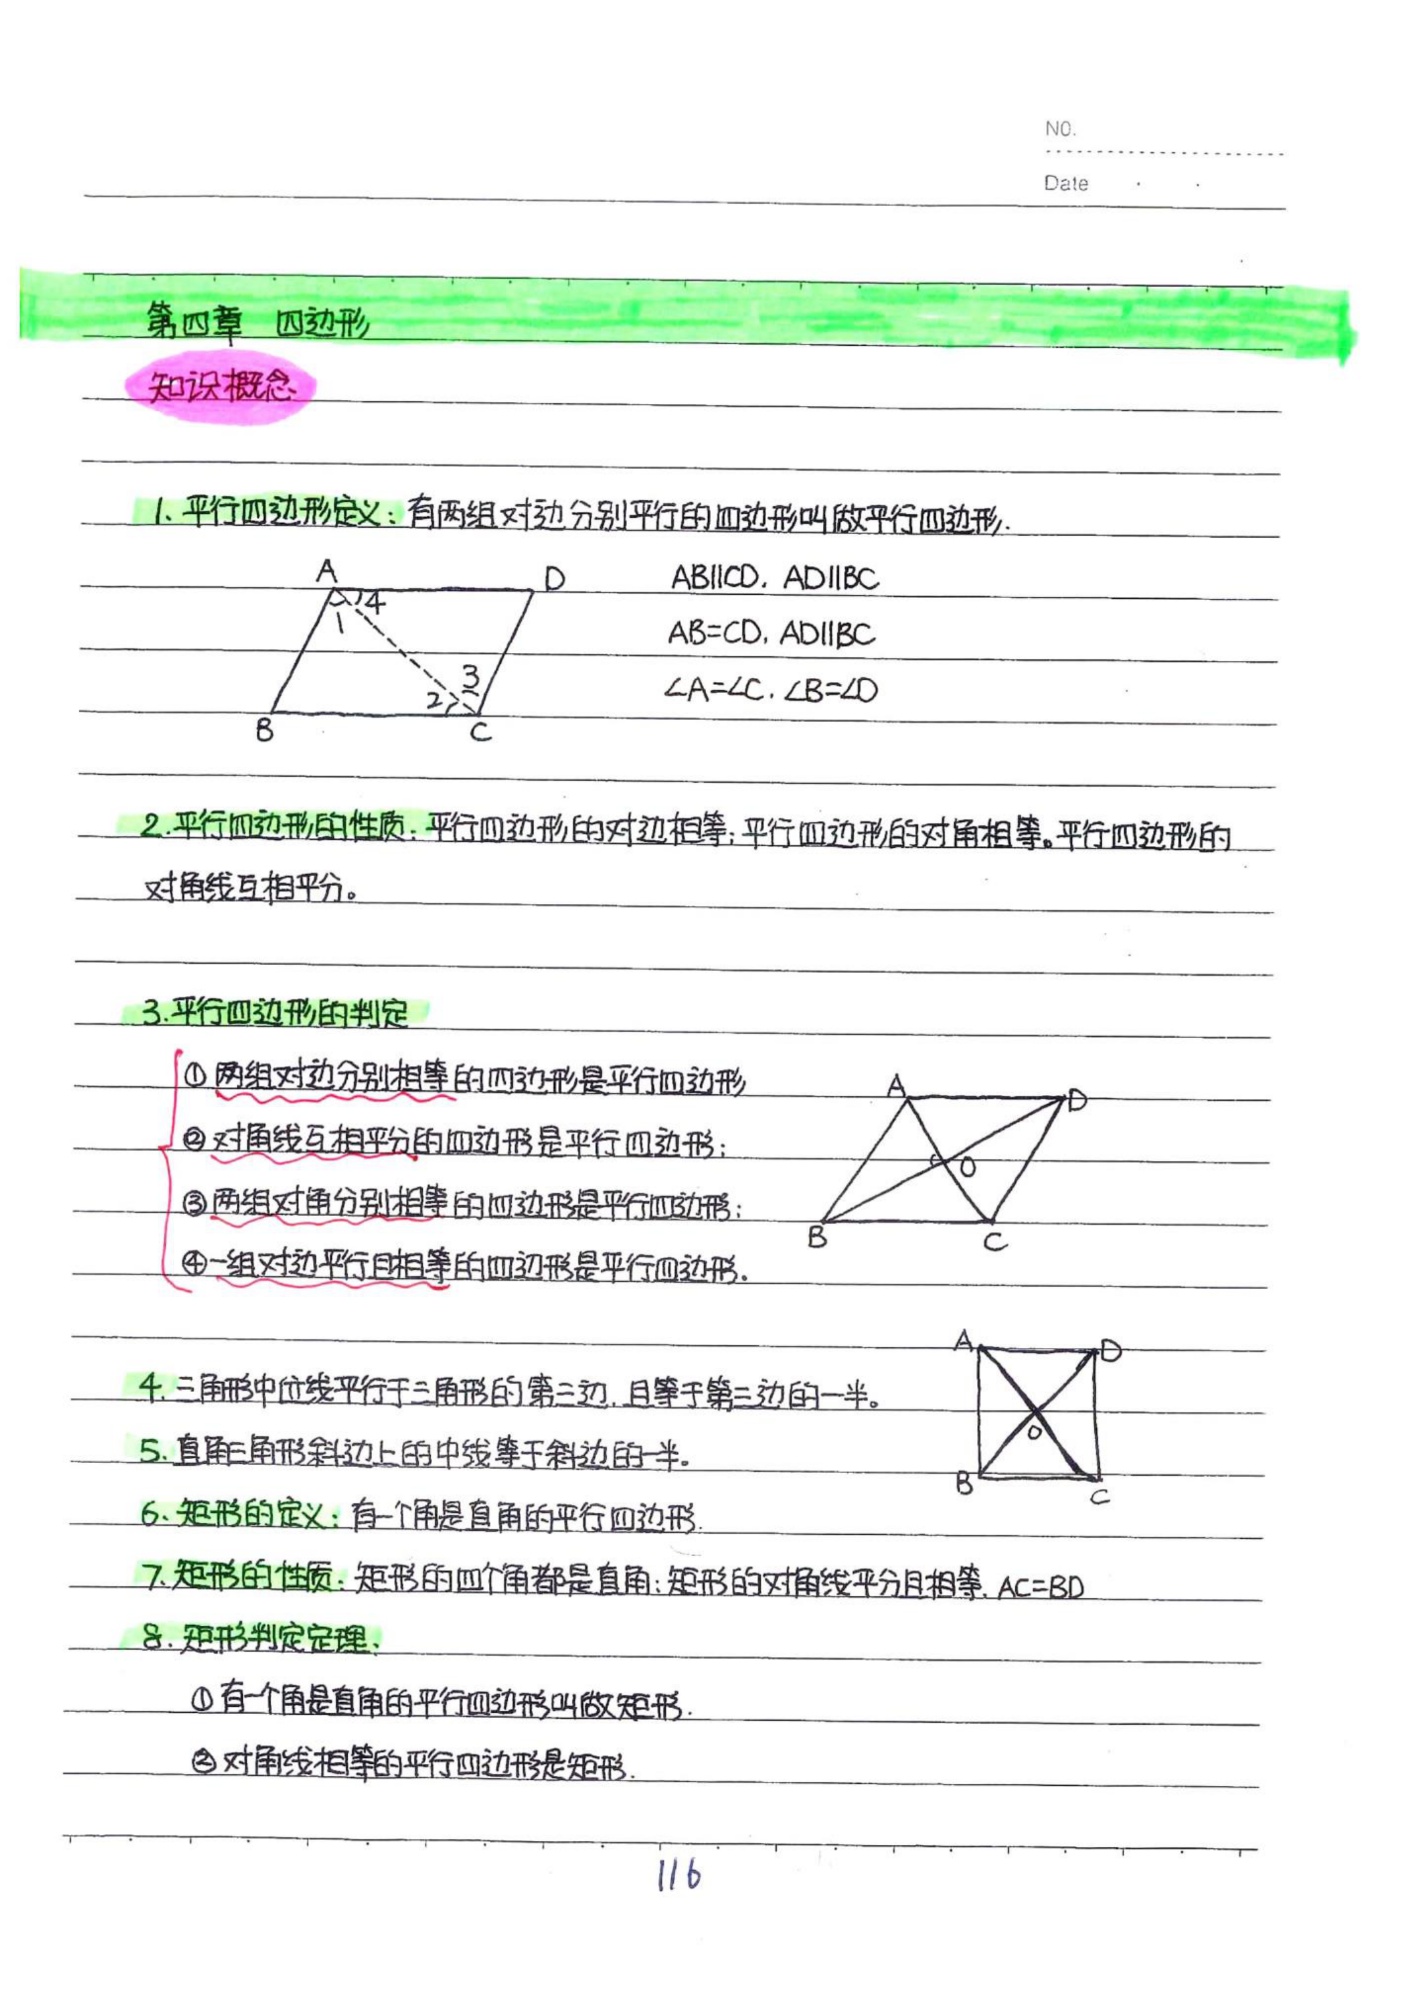 NO.
Date
第四章 四边形
知识概念
1. 平行四边形定义：有两组对边分别平行的四边形叫做平行四边形.
A D AB∥CD. AD∥BC
4
1 AB=CD. AD∥BC
3
2 ∠A=∠C. ∠B=∠D
B C
2.平行四边形的性质：平行四边形的对边相等；平行四边形的对角相等。平行四边形的
对角线互相平分。
3.平行四边形的判定
①两组对边分别相等的四边形是平行四边形
A D
②对角线互相平分的四边形是平行四边形；
O
③两组对角分别相等的四边形是平行四边形；
B C
④一组对边平行且相等的四边形是平行四边形.
A D
4.三角形中位线平行于三角形的第三边.且等于第三边的一半。
O
5.直角三角形斜边上的中线等于斜边的一半。
B C
6、矩形的定义：有一个角是直角的平行四边形.
7.矩形的性质：矩形的四个角都是直角；矩形的对角线平分且相等. AC=BD
8.矩形判定定理：
①有一个角是直角的平行四边形叫做矩形.
②对角线相等的平行四边形是矩形.
116